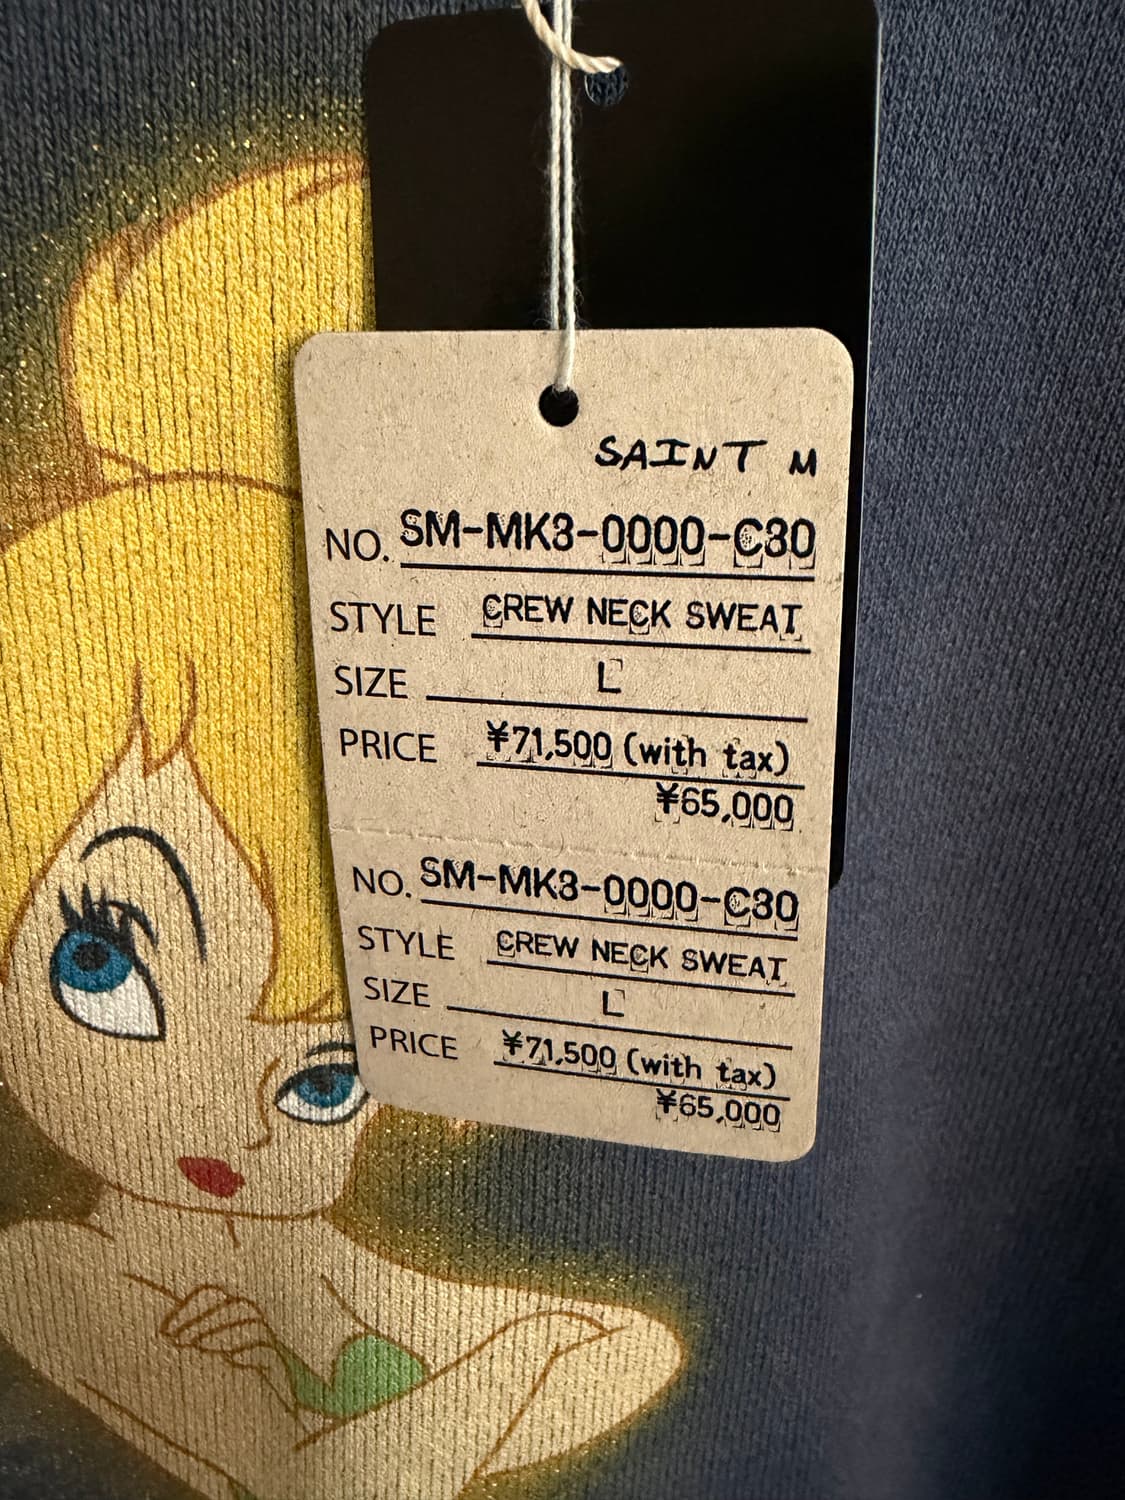 SAINT M
NO. SM-MK3-0000-C30
STYLE CREW NECK SWEAT
SIZE L
PRICE ¥71,500 (with tax)
¥65,000
NO. SM-MK3-0000-C30
STYLE CREW NECK SWEAT
SIZE L
PRICE ¥71,500 (with tax)
¥65,000